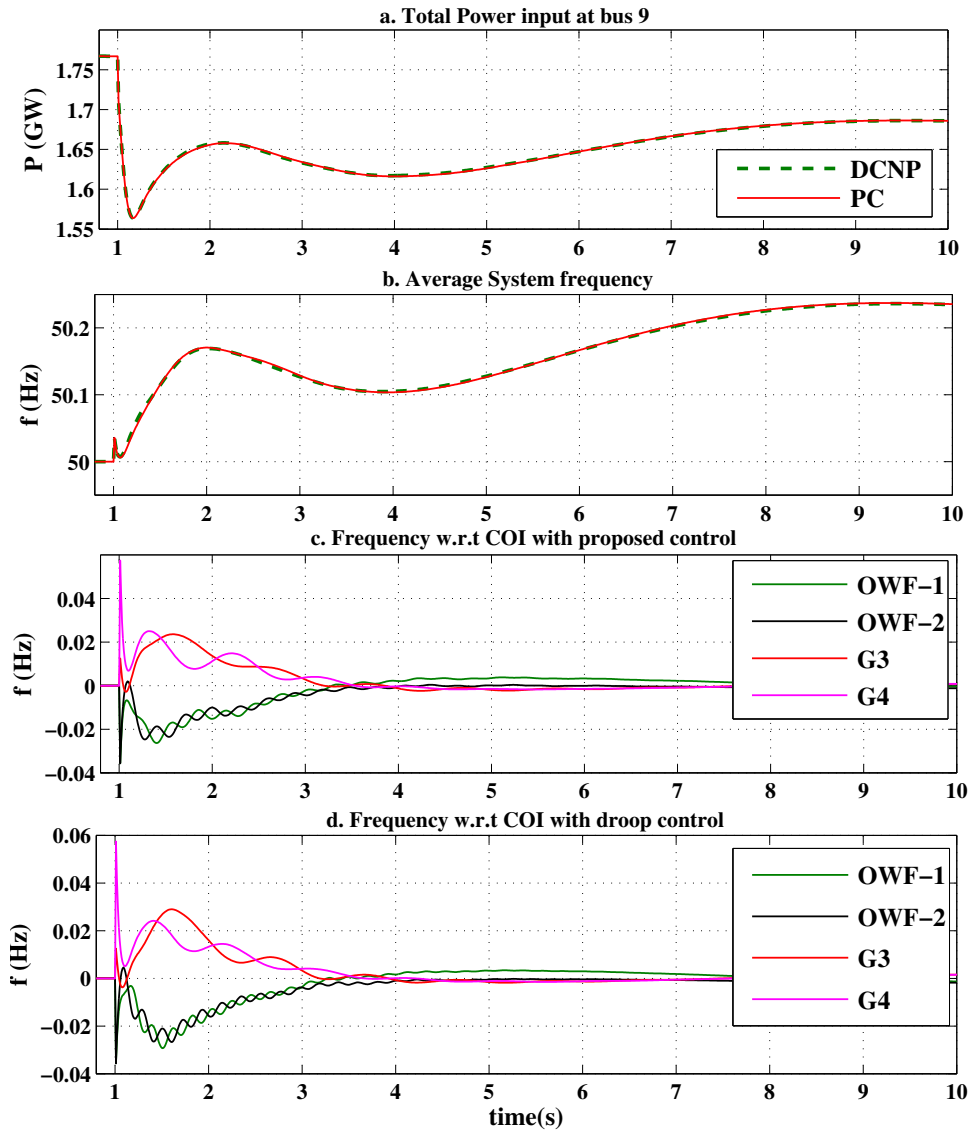 a. Total Power input at bus 9
P (GW)
1.75
1.7
1.65
1.6
1.55
DCNP
PC
1 2 3 4 5 6 7 8 9 10
b. Average System frequency
f (Hz)
50.2
50.1
50
1 2 3 4 5 6 7 8 9 10
c. Frequency w.r.t COI with proposed control
f (Hz)
0.04
0.02
0
−0.02
−0.04
OWF−1
OWF−2
G3
G4
1 2 3 4 5 6 7 8 9 10
d. Frequency w.r.t COI with droop control
f (Hz)
0.06
0.04
0.02
0
−0.02
−0.04
OWF−1
OWF−2
G3
G4
1 2 3 4 5 6 7 8 9 10
time(s)